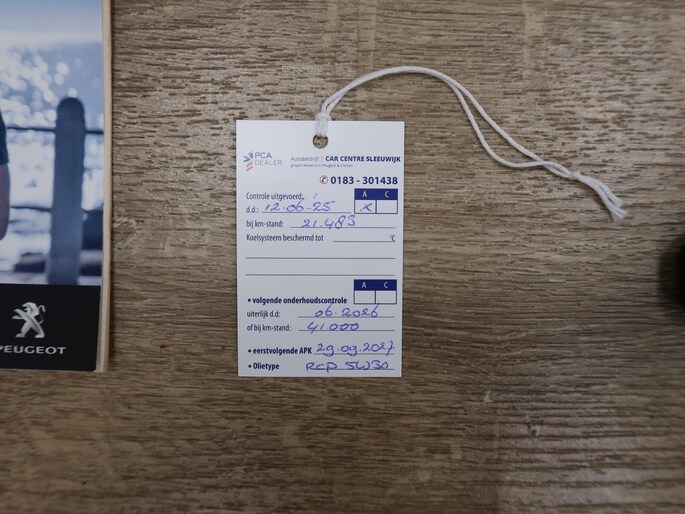 PCA DEALER
Autobedrijf | CAR CENTRE SLEEUWIJK
✆ 0183 - 301438
Controle uitgevoerd:
A C
d.d.: 12-06-25 X
bij km-stand: 21.483
Koelsysteem beschermd tot °C
A C
• volgende onderhoudscontrole
uiterlijk d.d: 06-2026
of bij km-stand: 41.000
• eerstvolgende APK 29.09.2027
• Olietype RCP 5W30
PEUGEOT